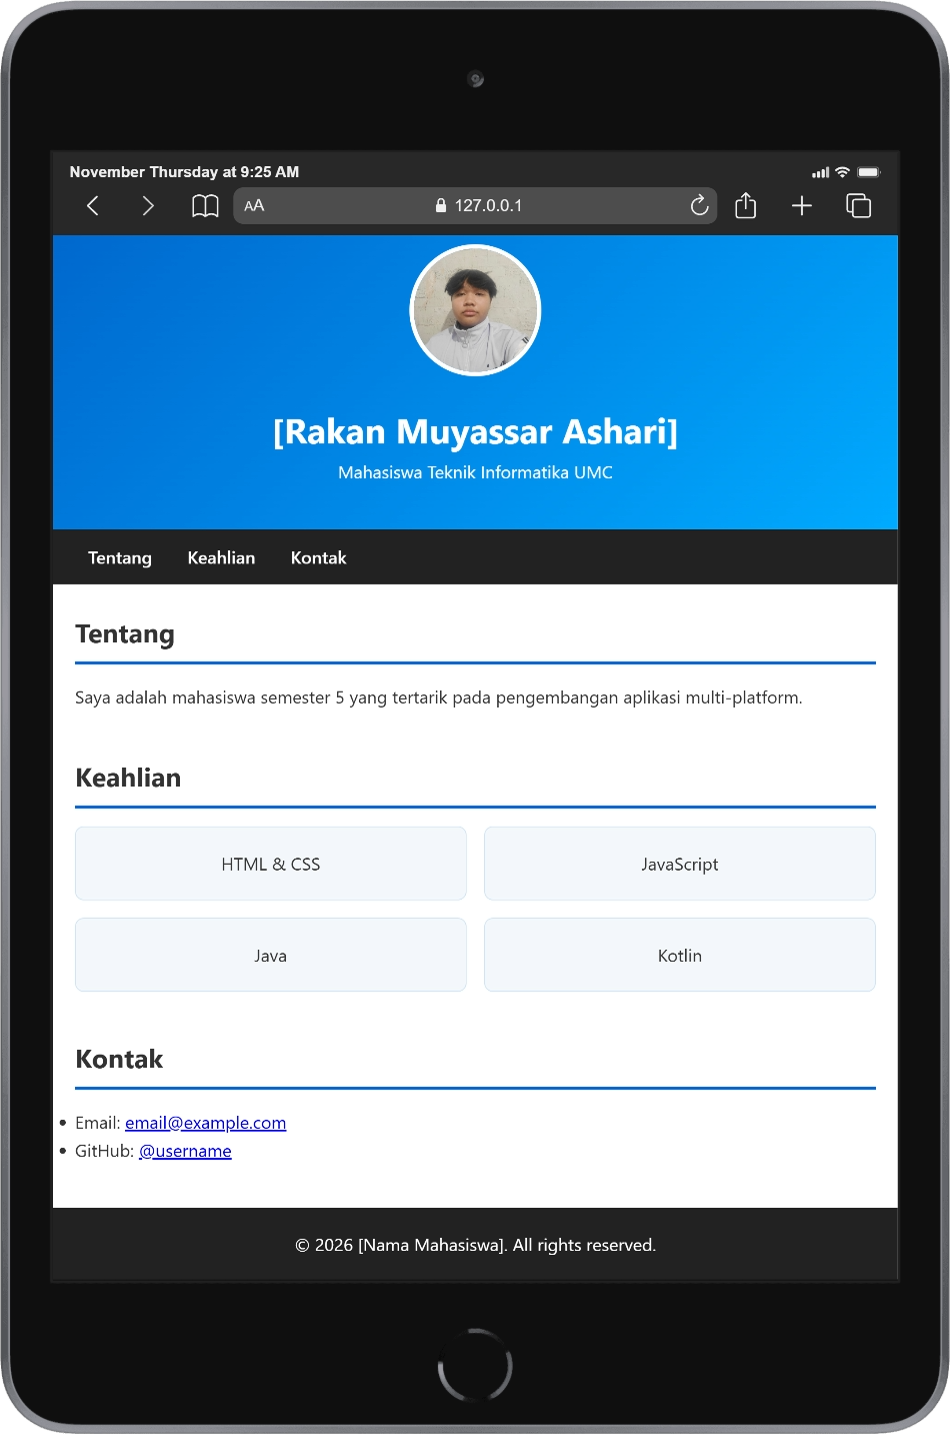 November Thursday at 9:25 AM
AA 127.0.0.1
[Rakan Muyassar Ashari]
Mahasiswa Teknik Informatika UMC
Tentang Keahlian Kontak
Tentang
Saya adalah mahasiswa semester 5 yang tertarik pada pengembangan aplikasi multi-platform.
Keahlian
HTML & CSS JavaScript
Java Kotlin
Kontak
• Email: email@example.com
• GitHub: @username
© 2026 [Nama Mahasiswa]. All rights reserved.